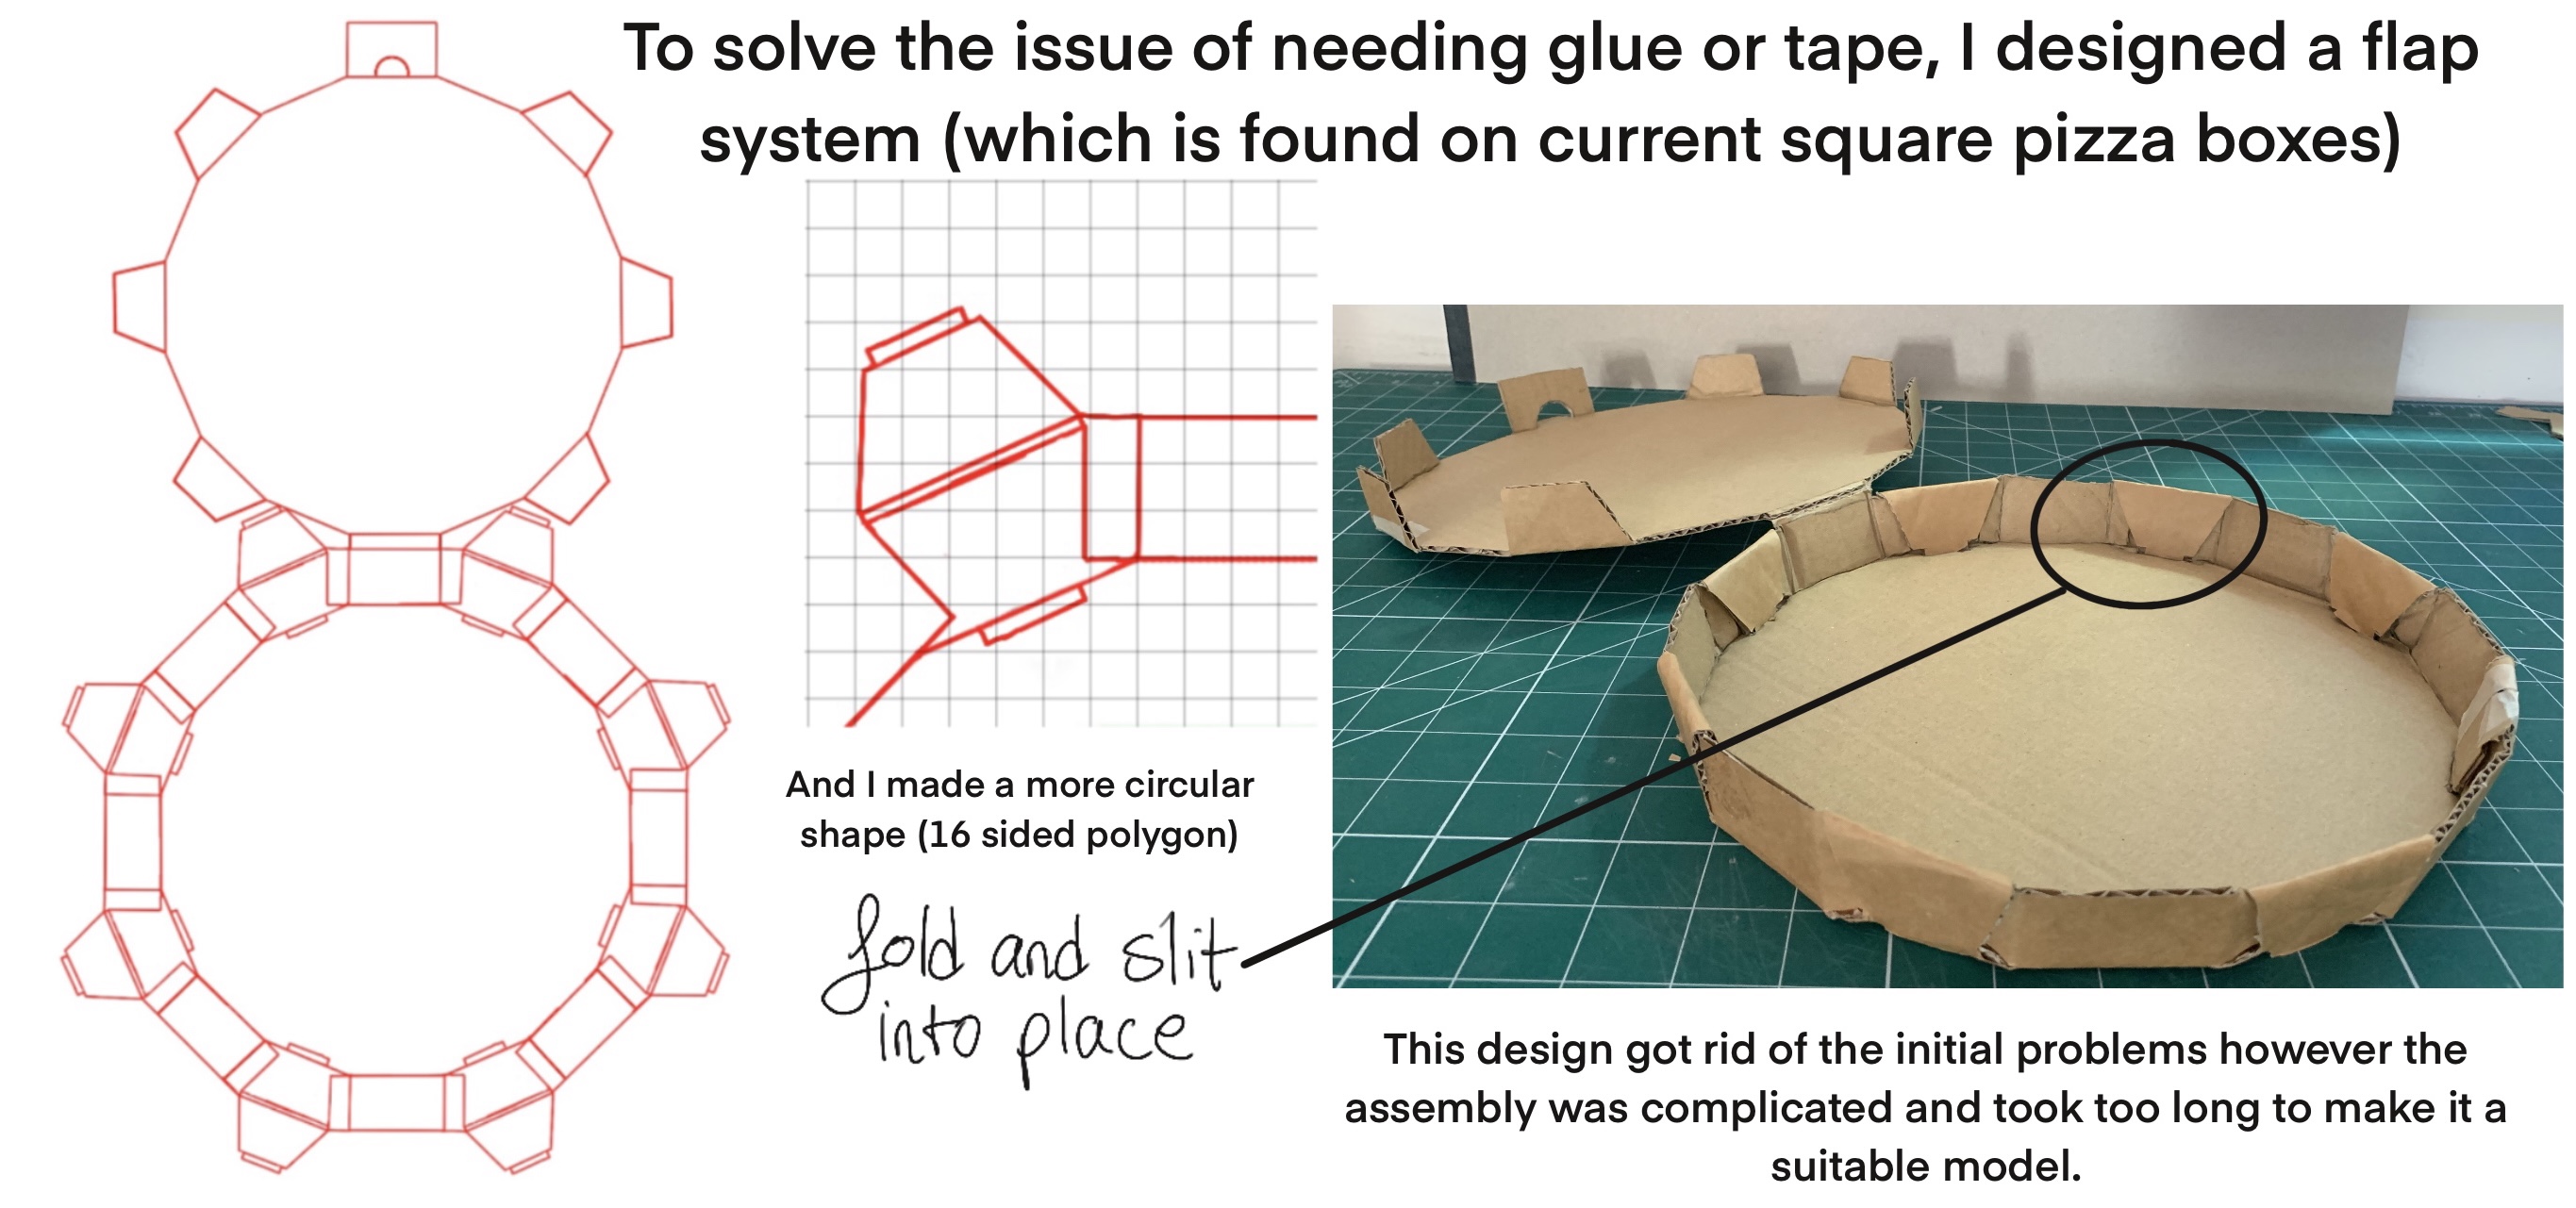 To solve the issue of needing glue or tape, I designed a flap
system (which is found on current square pizza boxes)
And I made a more circular
shape (16 sided polygon)
fold and slit
into place
This design got rid of the initial problems however the
assembly was complicated and took too long to make it a
suitable model.